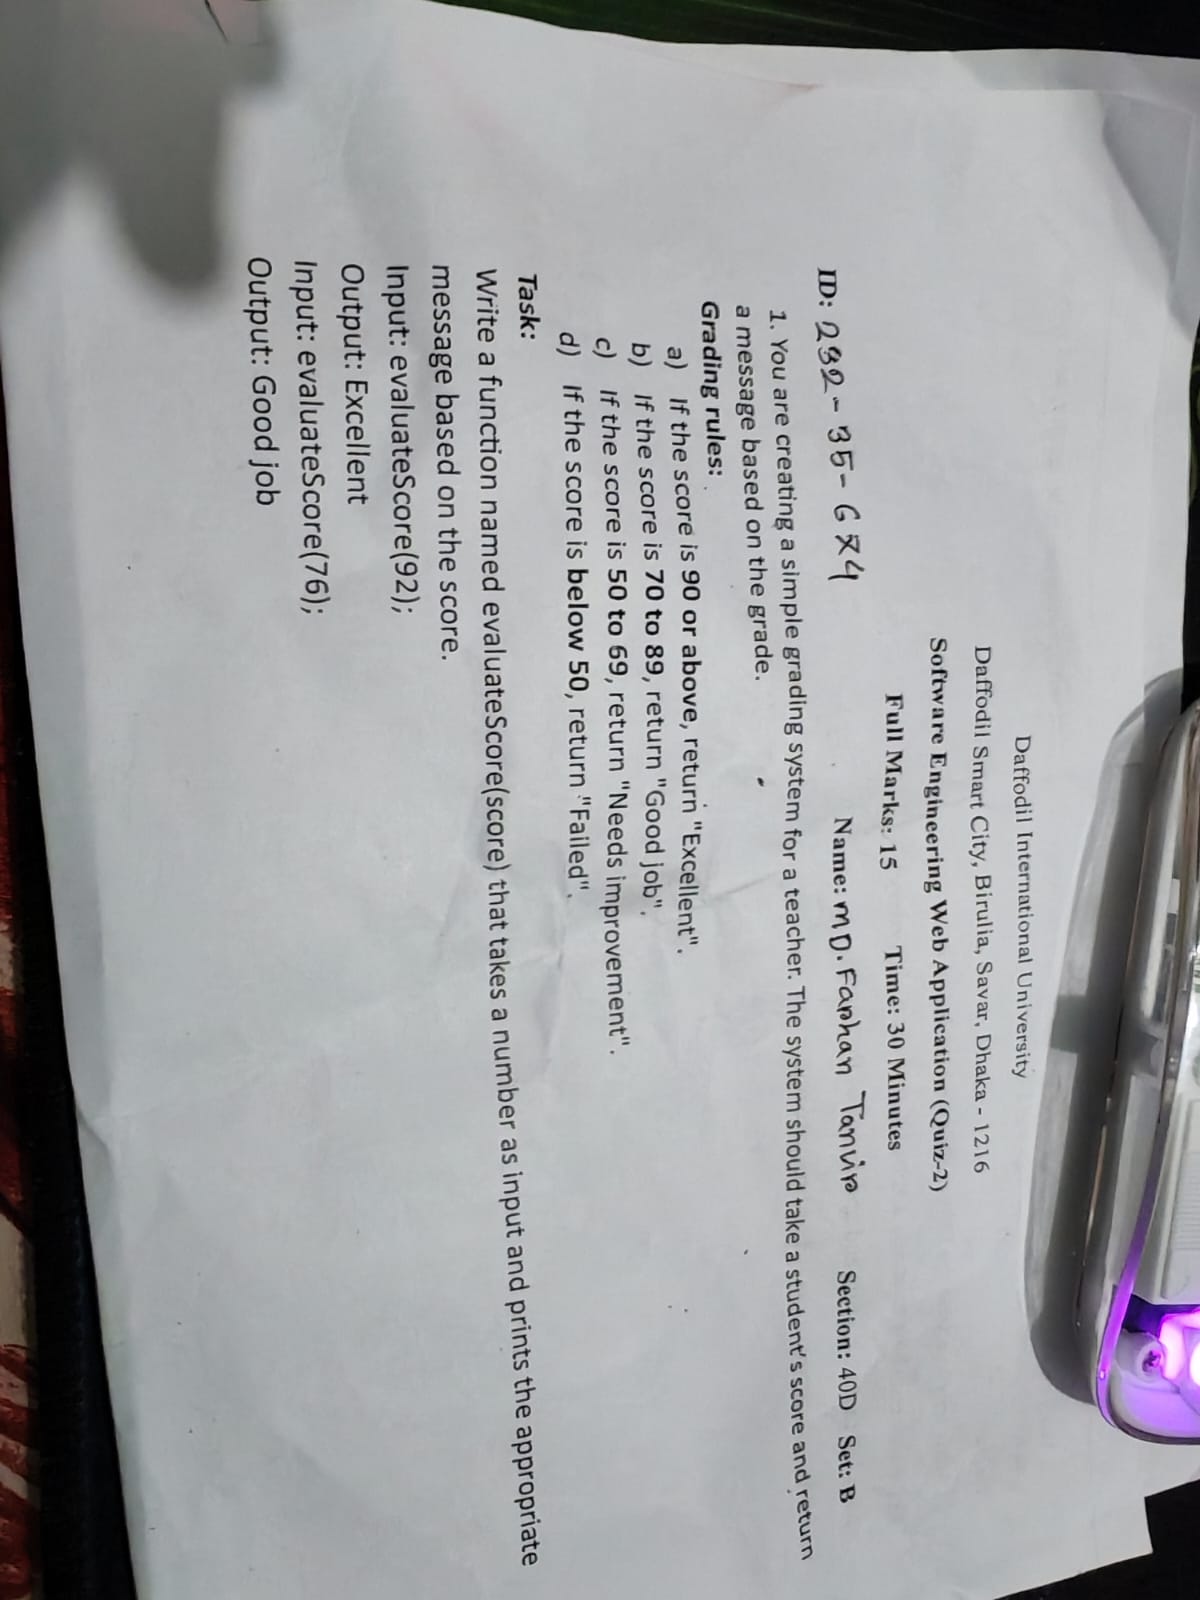 Daffodil International University
Daffodil Smart City, Birulia, Savar, Dhaka - 1216
Software Engineering Web Application (Quiz-2)
Full Marks: 15 Time: 30 Minutes
ID: 232-35-674 Name: MD. Farhan Tanvir Section: 40D Set: B
1. You are creating a simple grading system for a teacher. The system should take a student's score and return
a message based on the grade.
Grading rules:
a) If the score is 90 or above, return "Excellent".
b) If the score is 70 to 89, return "Good job".
c) If the score is 50 to 69, return "Needs improvement".
d) If the score is below 50, return "Failed".
Task:
Write a function named evaluateScore(score) that takes a number as input and prints the appropriate
message based on the score.
Input: evaluateScore(92);
Output: Excellent
Input: evaluateScore(76);
Output: Good job